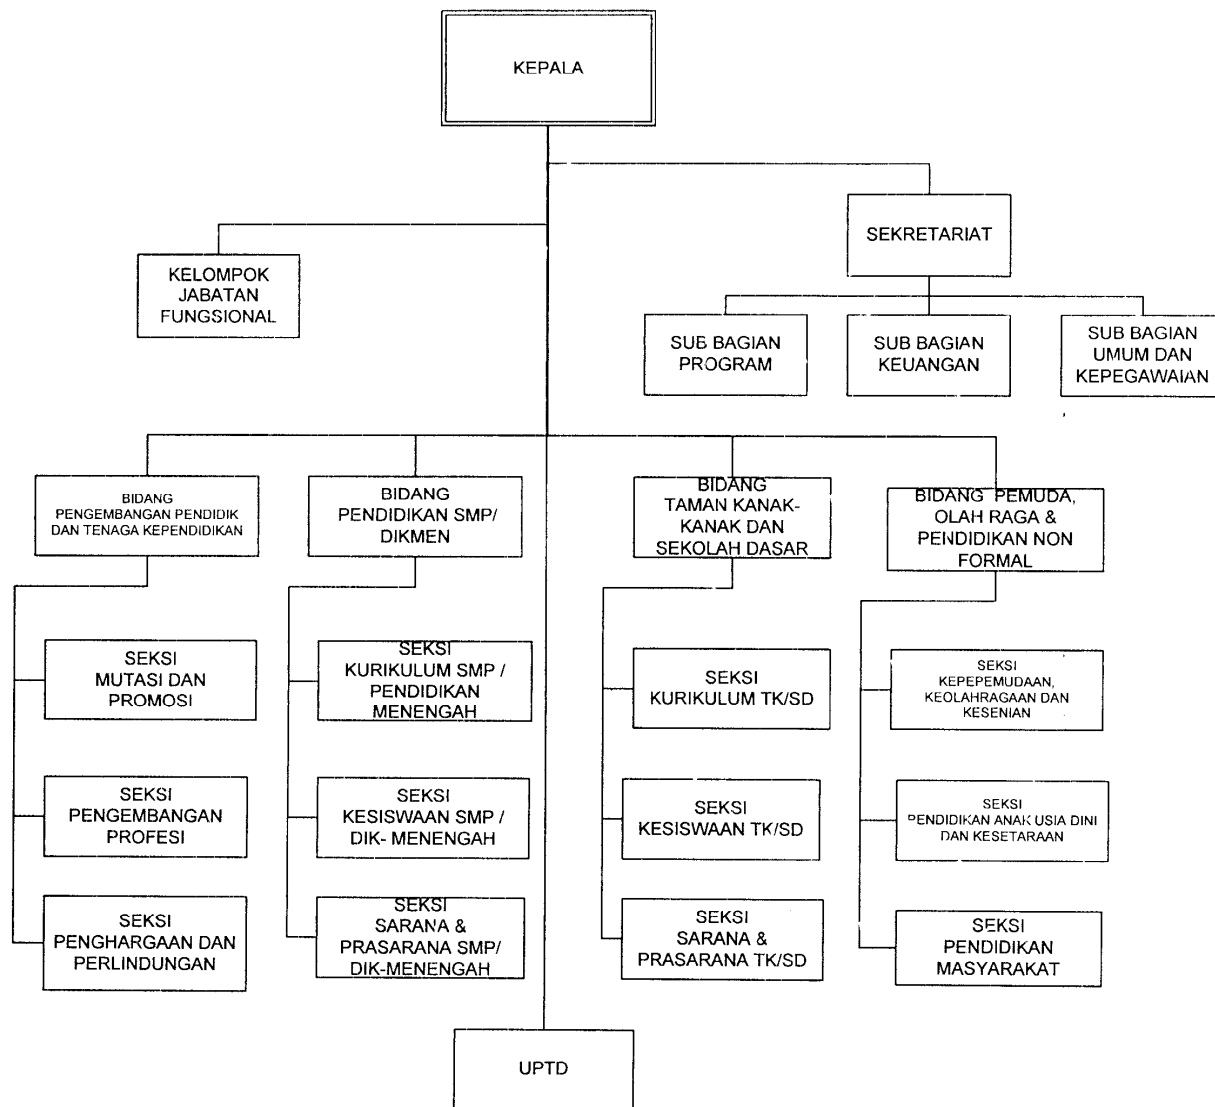 KEPALA
SEKRETARIAT
KELOMPOK
JABATAN
FUNGSIONAL
SUB BAGIAN
PROGRAM
SUB BAGIAN
KEUANGAN
SUB BAGIAN
UMUM DAN
KEPEGAWAIAN
BIDANG
PENGEMBANGAN PENDIDIK
DAN TENAGA KEPENDIDIKAN
BIDANG
PENDIDIKAN SMP/
DIKMEN
BIDANG
TAMAN KANAK-
KANAK DAN
SEKOLAH DASAR
BIDANG PEMUDA,
OLAH RAGA &
PENDIDIKAN NON
FORMAL
SEKSI
MUTASI DAN
PROMOSI
SEKSI
KURIKULUM SMP /
PENDIDIKAN
MENENGAH
SEKSI
KURIKULUM TK/SD
SEKSI
KEPEPEMUDAAN,
KEOLAHRAGAAN DAN
KESENIAN
SEKSI
PENGEMBANGAN
PROFESI
SEKSI
KESISWAAN SMP /
DIK- MENENGAH
SEKSI
KESISWAAN TK/SD
SEKSI
PENDIDIKAN ANAK USIA DINI
DAN KESETARAAN
SEKSI
PENGHARGAAN DAN
PERLINDUNGAN
SEKSI
SARANA &
PRASARANA SMP/
DIK-MENENGAH
SEKSI
SARANA &
PRASARANA TK/SD
SEKSI
PENDIDIKAN
MASYARAKAT
UPTD